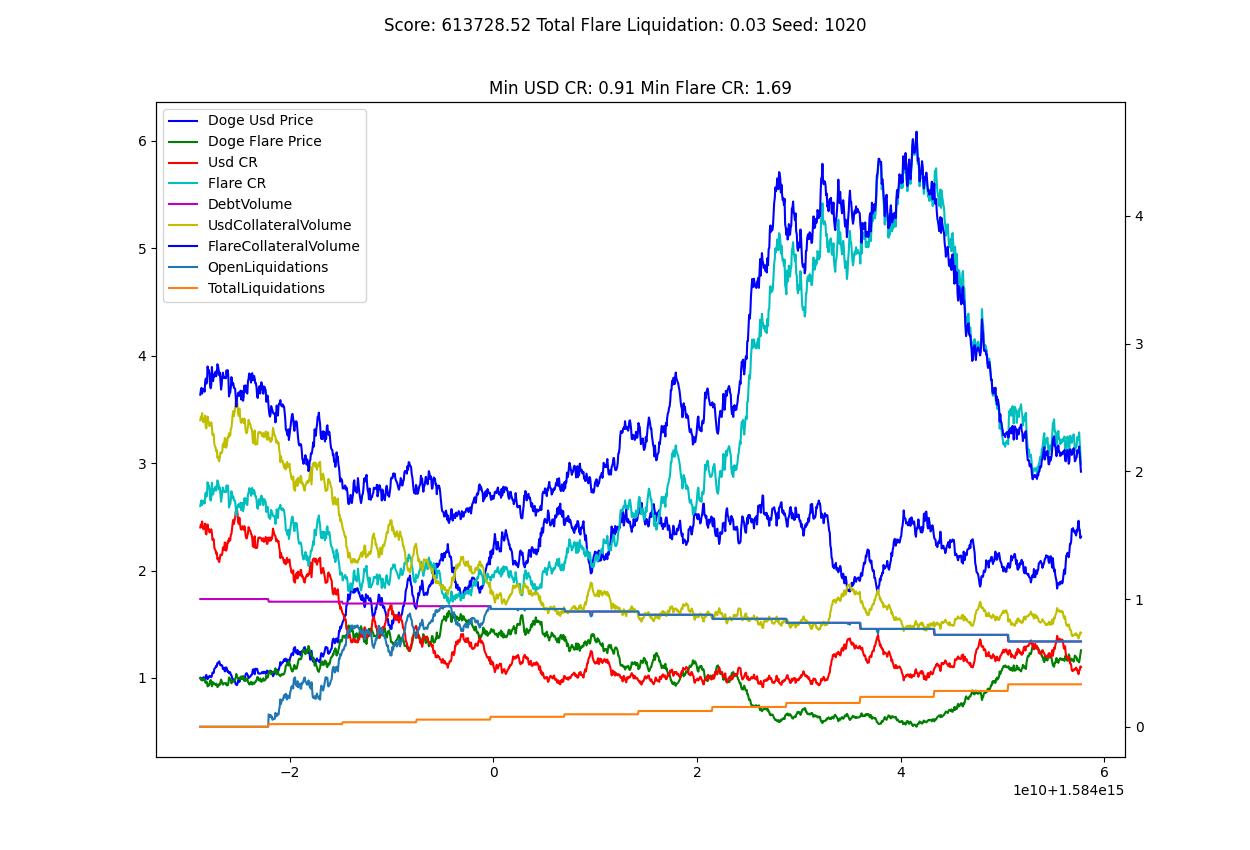 Score: 613728.52 Total Flare Liquidation: 0.03 Seed: 1020
Min USD CR: 0.91 Min Flare CR: 1.69
Doge Usd Price
Doge Flare Price
Usd CR
Flare CR
DebtVolume
UsdCollateralVolume
FlareCollateralVolume
OpenLiquidations
TotalLiquidations
6
5
4
3
2
1
4
3
2
1
0
−2
0
2
4
6
1e10+1.584e15